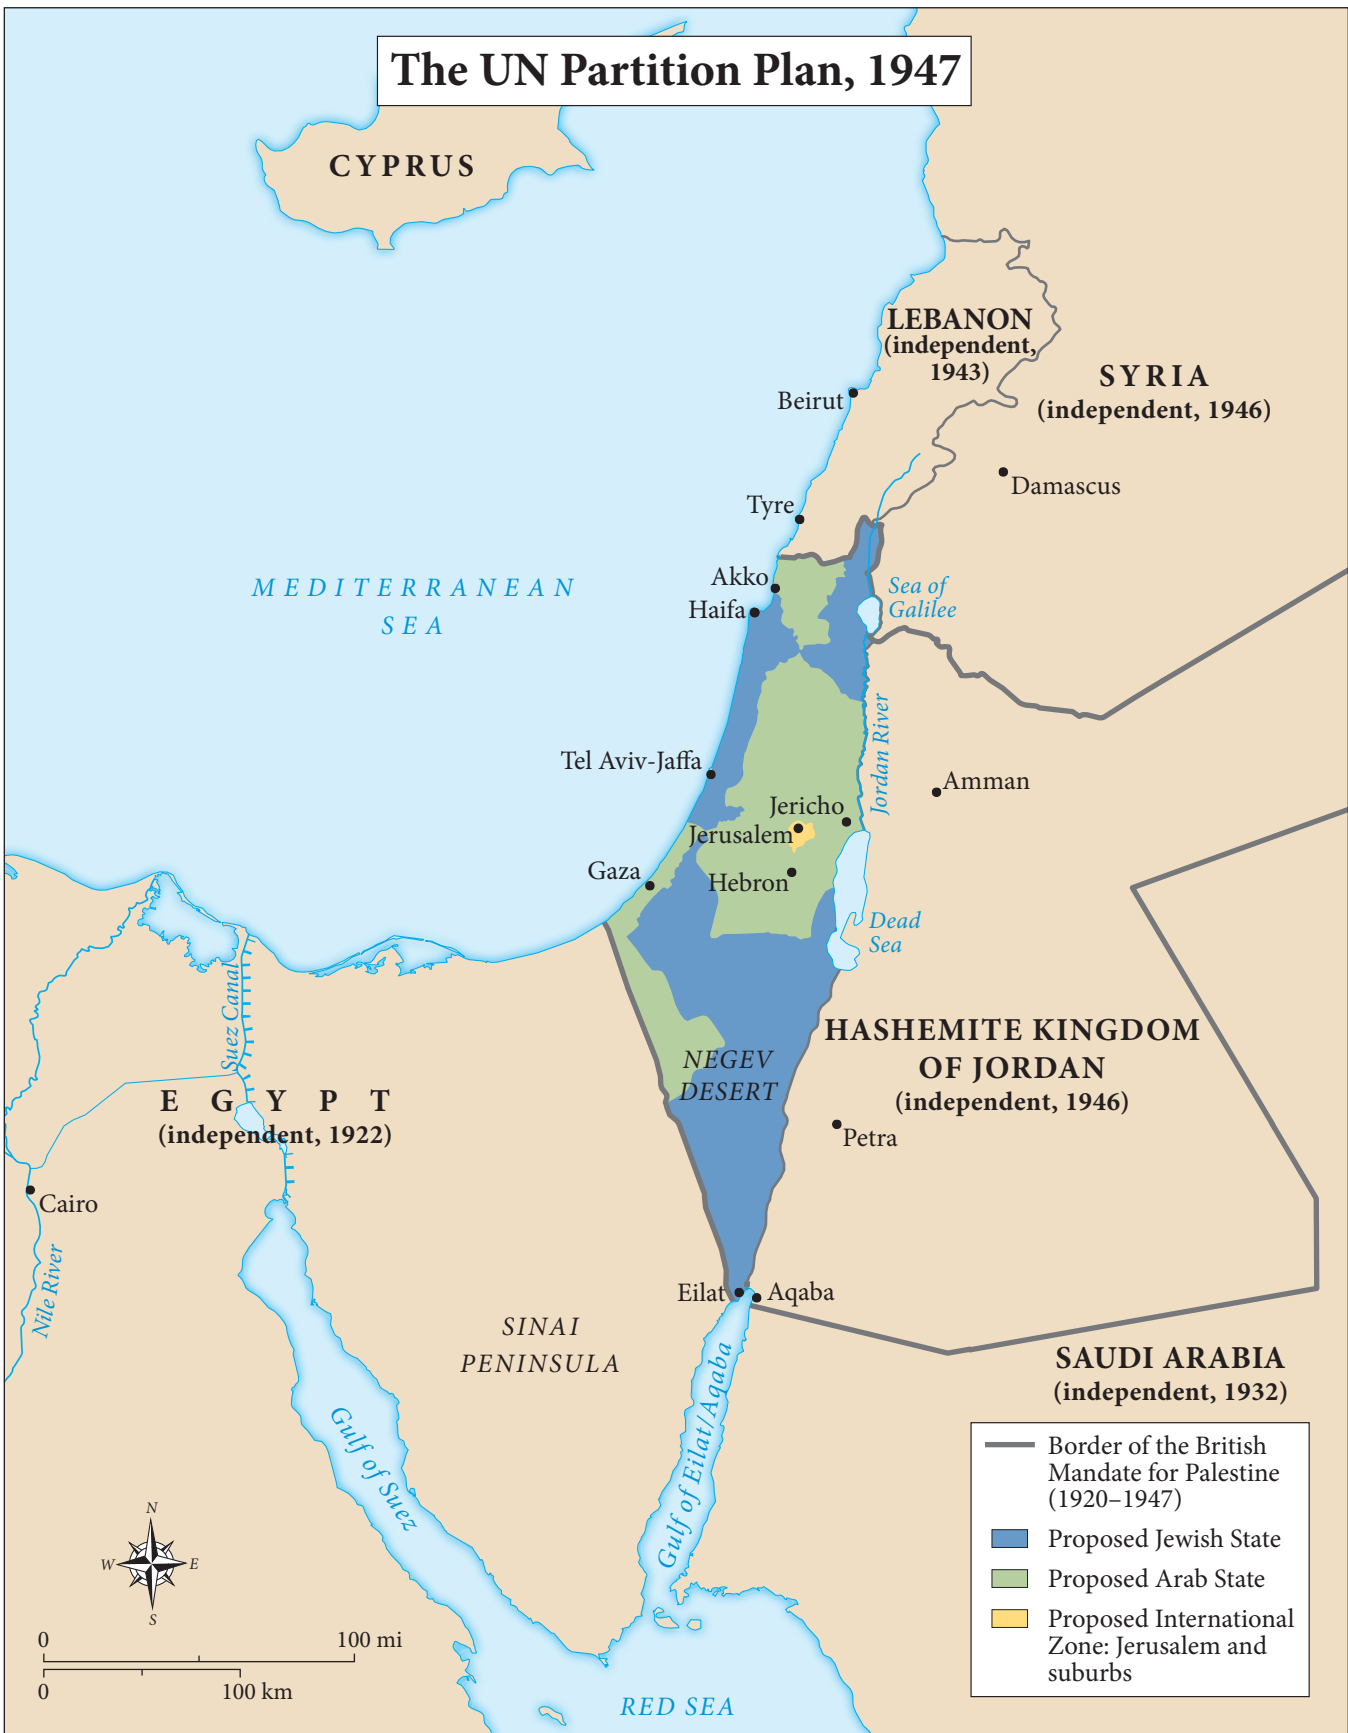 The UN Partition Plan, 1947
CYPRUS
LEBANON
(independent,
1943)
SYRIA
(independent, 1946)
Beirut
Damascus
Tyre
MEDITERRANEAN
SEA
Akko
Haifa
Sea of
Galilee
Jordan River
Tel Aviv-Jaffa
Amman
Jericho
Jerusalem
Gaza
Hebron
Dead
Sea
Suez Canal
HASHEMITE KINGDOM
OF JORDAN
(independent, 1946)
NEGEV
DESERT
EGYPT
(independent, 1922)
Petra
Cairo
Nile River
Eilat
Aqaba
SINAI
PENINSULA
Gulf of Suez
Gulf of Eilat/Aqaba
SAUDI ARABIA
(independent, 1932)
Border of the British
Mandate for Palestine
(1920–1947)
Proposed Jewish State
Proposed Arab State
Proposed International
Zone: Jerusalem and
suburbs
N
W
E
S
0
100 mi
0
100 km
RED SEA